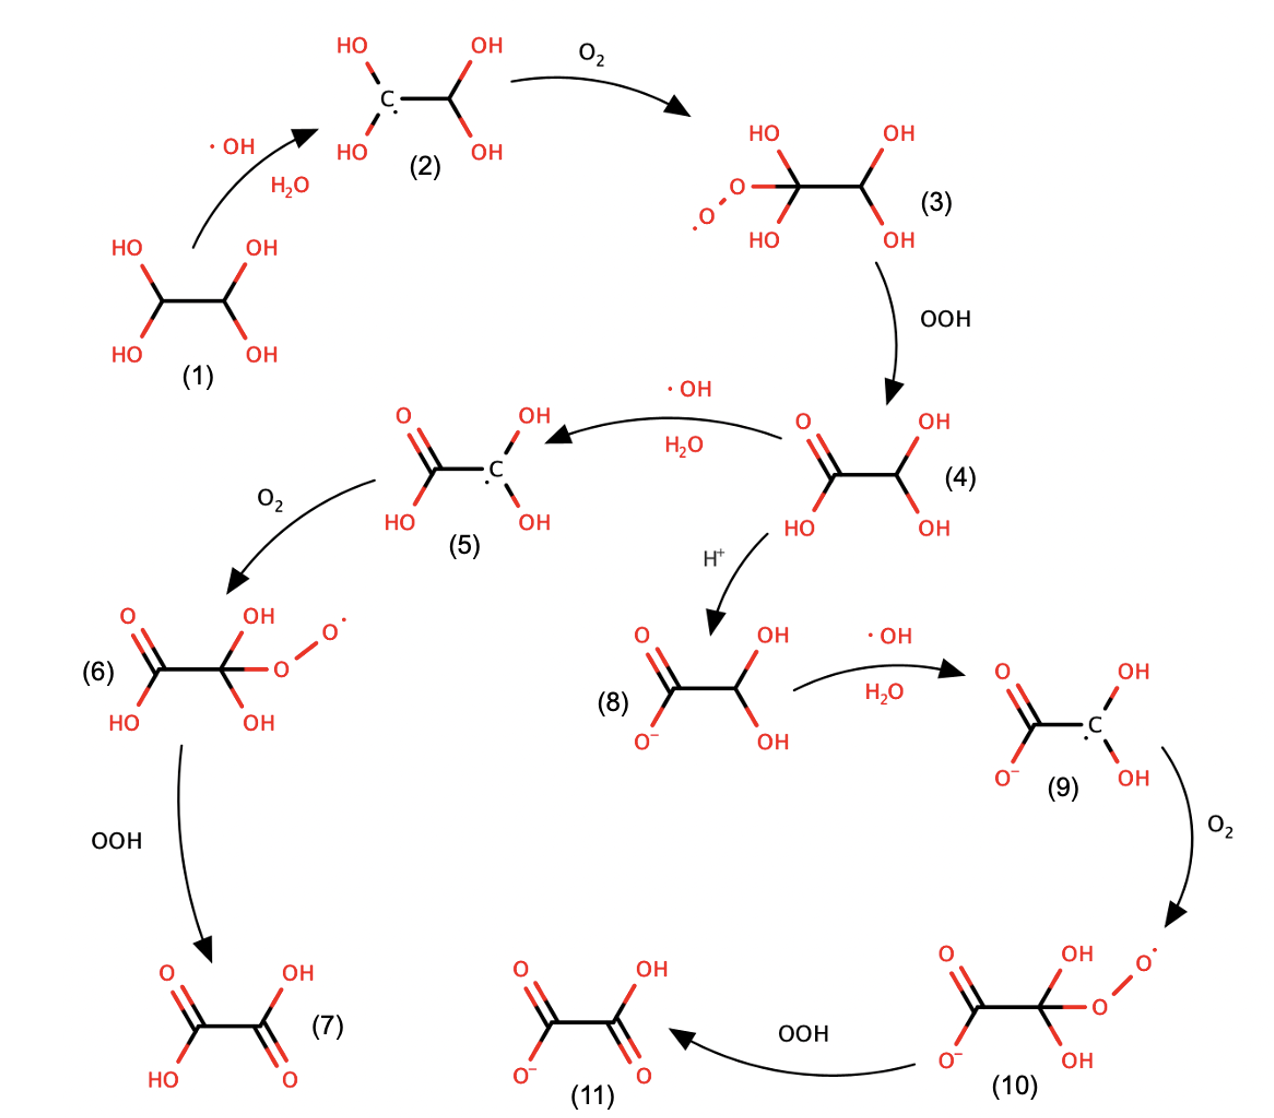 HO OH
O₂
C
·
· OH
HO OH
(2)
H₂O
HO OH
O
(3)
·O
HO OH
HO OH
HO OH
(1)
OOH
· OH
H₂O
O OH
C
·
HO OH
(5)
O OH
(4)
HO OH
O₂
H⁺
O OH O·
(6) O
HO OH
O OH
(8)
O⁻ OH
· OH
H₂O
O OH
C
·
O⁻ OH
(9)
O₂
OOH
O OH
(7)
HO O
O OH
O⁻ O
(11)
OOH
O OH O·
O
O⁻ OH
(10)